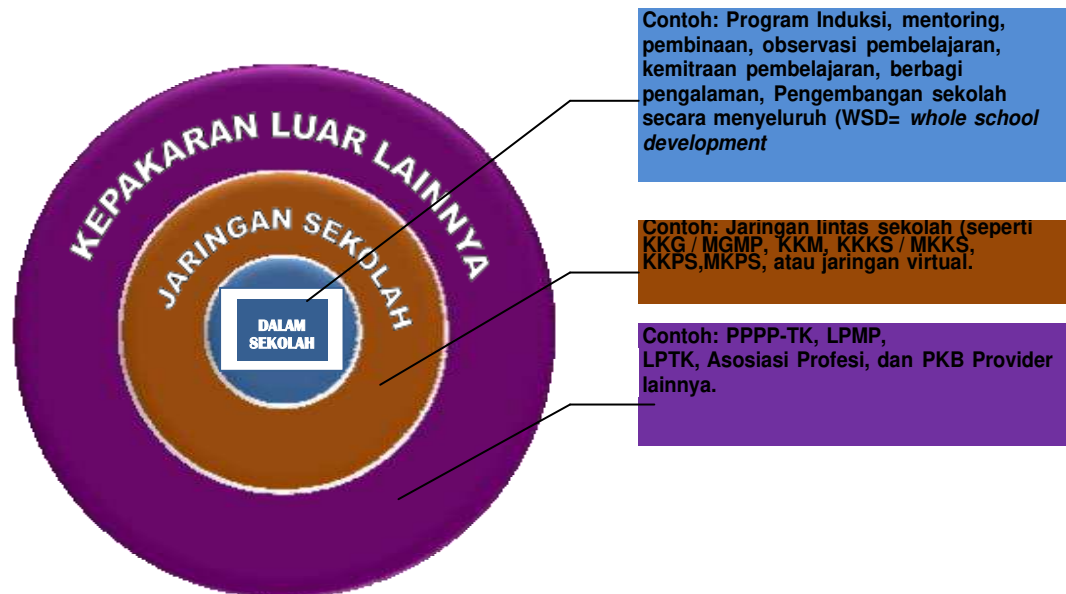 KEPAKARAN LUAR LAINNYA
JARINGAN SEKOLAH
DALAM
SEKOLAH
Contoh: Program Induksi, mentoring,
pembinaan, observasi pembelajaran,
kemitraan pembelajaran, berbagi
pengalaman, Pengembangan sekolah
secara menyeluruh (WSD= whole school
development
Contoh: Jaringan lintas sekolah (seperti
KKG / MGMP, KKM, KKKS / MKKS,
KKPS,MKPS, atau jaringan virtual.
Contoh: PPPP-TK, LPMP,
LPTK, Asosiasi Profesi, dan PKB Provider
lainnya.